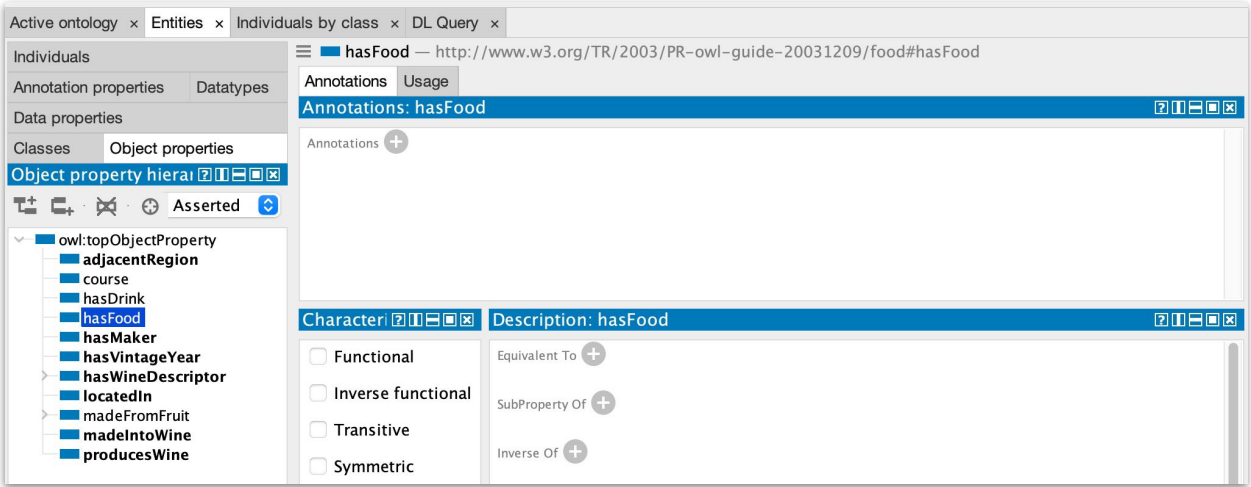 Active ontology × Entities × Individuals by class × DL Query ×
Individuals
Annotation properties Datatypes
Data properties
Classes Object properties
Object property hierar
Asserted
owl:topObjectProperty
adjacentRegion
course
hasDrink
hasFood
hasMaker
hasVintageYear
hasWineDescriptor
locatedIn
madeFromFruit
madeIntoWine
producesWine
hasFood — http://www.w3.org/TR/2003/PR-owl-guide-20031209/food#hasFood
Annotations Usage
Annotations: hasFood
Annotations
Characteri
Functional
Inverse functional
Transitive
Symmetric
Description: hasFood
Equivalent To
SubProperty Of
Inverse Of